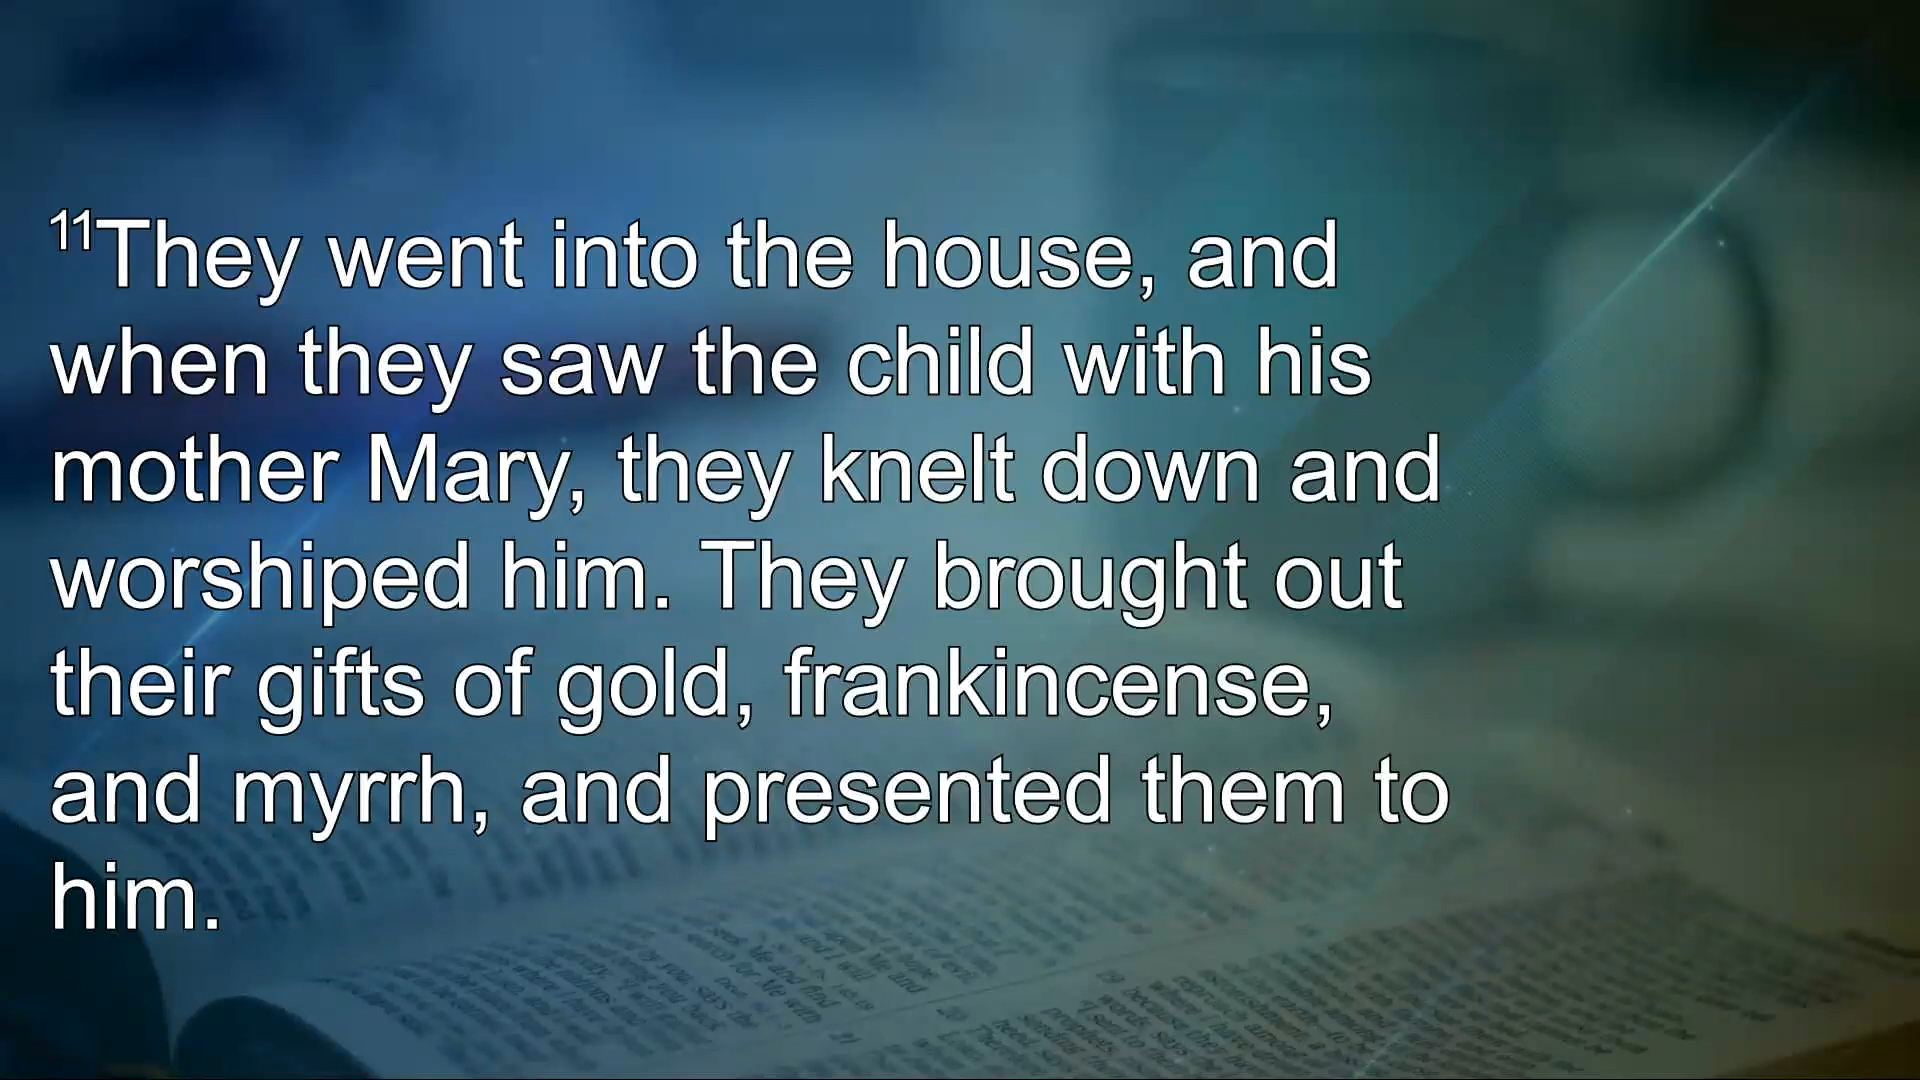 ¹¹They went into the house, and
when they saw the child with his
mother Mary, they knelt down and
worshiped him. They brought out
their gifts of gold, frankincense,
and myrrh, and presented them to
him.